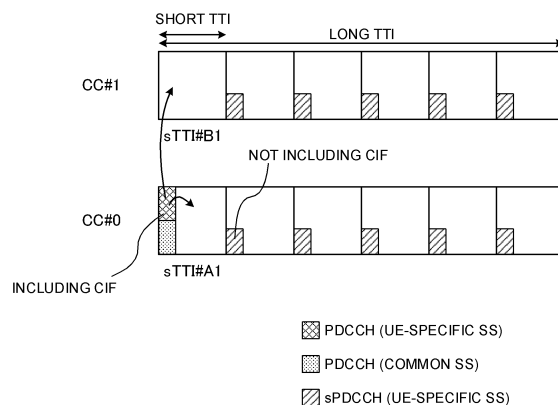 SHORT TTI
LONG TTI
CC#1
sTTI#B1
NOT INCLUDING CIF
CC#0
sTTI#A1
INCLUDING CIF
PDCCH (UE-SPECIFIC SS)
PDCCH (COMMON SS)
sPDCCH (UE-SPECIFIC SS)